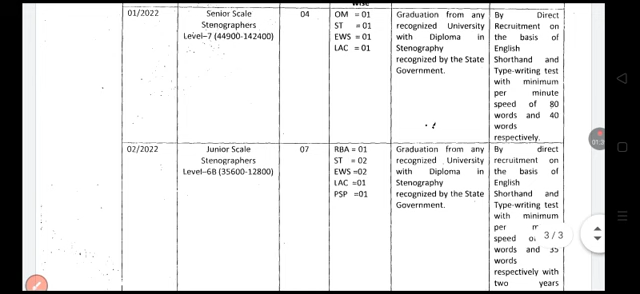 wise
01/2022 Senior Scale 04 OM = 01 Graduation from any By Direct
Stenographers ST = 01 recognized University Recruitment on
Level-7 (44900-142400) EWS = 01 with Diploma in the basis of
LAC = 01 Stenography English
recognized by the State Shorthand and
Government. Type-writing test
with minimum
per minute
speed of 80
words and 40
words
respectively.
02/2022 Junior Scale 07 RBA = 01 Graduation from any By direct
Stenographers ST = 02 recognized University recruitment on
Level-6B (35600-12800) EWS =02 with Diploma in the basis of
LAC =01 Stenography English
PSP =01 recognized by the State Shorthand and
Government. Type-writing test
with minimum
per
speed
words and 35
words
respectively with
two years
3 / 3